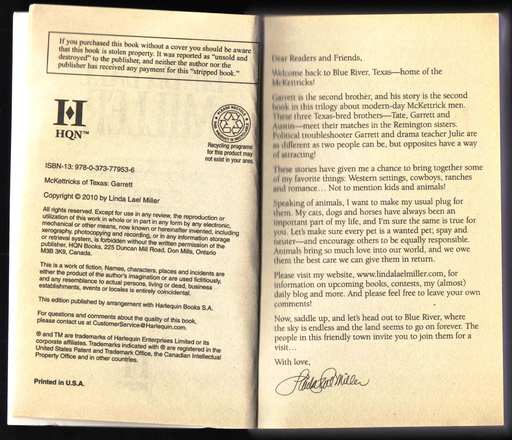 If you purchased this book without a cover you should be aware
that this book is stolen property. It was reported as "unsold and
destroyed" to the publisher, and neither the author nor the
publisher has received any payment for this "stripped book."
HQN™
PLEASE RECYCLE
Recycling programs
for this product may
not exist in your area.
ISBN-13: 978-0-373-77953-6
McKettricks of Texas: Garrett
Copyright © 2010 by Linda Lael Miller
All rights reserved. Except for use in any review, the reproduction or
utilization of this work in whole or in part in any form by any electronic,
mechanical or other means, now known or hereafter invented, including
xerography, photocopying and recording, or in any information storage
or retrieval system, is forbidden without the written permission of the
publisher, HQN Books, 225 Duncan Mill Road, Don Mills, Ontario
M3B 3K9, Canada.
This is a work of fiction. Names, characters, places and incidents are
either the product of the author's imagination or are used fictitiously,
and any resemblance to actual persons, living or dead, business
establishments, events or locales is entirely coincidental.
This edition published by arrangement with Harlequin Books S.A.
For questions and comments about the quality of this book,
please contact us at CustomerService@Harlequin.com.
® and TM are trademarks of Harlequin Enterprises Limited or its
corporate affiliates. Trademarks indicated with ® are registered in the
United States Patent and Trademark Office, the Canadian Intellectual
Property Office and in other countries.
Printed in U.S.A.
Dear Readers and Friends,
Welcome back to Blue River, Texas—home of the
McKettricks!
Garrett is the second brother, and his story is the second
book in this trilogy about modern-day McKettrick men.
These three Texas-bred brothers—Tate, Garrett and
Austin—meet their matches in the Remington sisters.
Political troubleshooter Garrett and drama teacher Julie are
as different as two people can be, but opposites have a way
of attracting!
These stories have given me a chance to bring together some
of my favorite things: Western settings, cowboys, ranches
and romance... Not to mention kids and animals!
Speaking of animals, I want to make my usual plug for
them. My cats, dogs and horses have always been an
important part of my life, and I'm sure the same is true for
you. Let's make sure every pet is a wanted pet; spay and
neuter—and encourage others to be equally responsible.
Animals bring so much love into our world, and we owe
them the best care we can give them in return.
Please visit my website, www.lindalaelmiller.com, for
information on upcoming books, contests, my (almost)
daily blog and more. And please feel free to leave your own
comments!
Now, saddle up, and let's head out to Blue River, where
the sky is endless and the land seems to go on forever. The
people in this friendly town invite you to join them for a
visit...
With love,
Linda Lael Miller